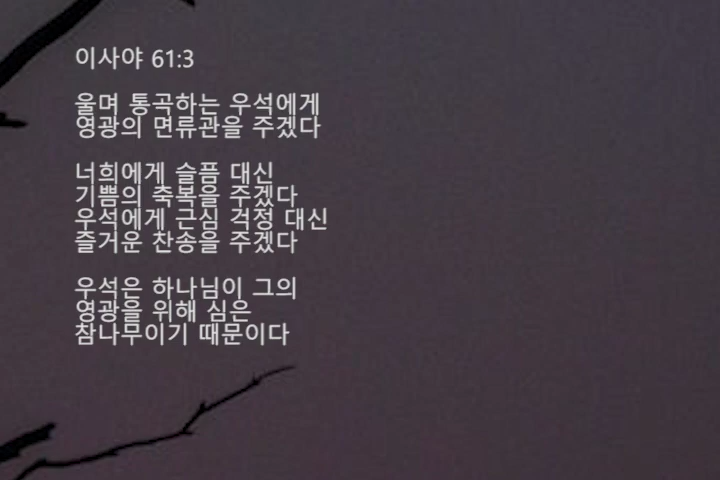 이사야 61:3
울며 통곡하는 우석에게
영광의 면류관을 주겠다
너희에게 슬픔 대신
기쁨의 축복을 주겠다
우석에게 근심 걱정 대신
즐거운 찬송을 주겠다
우석은 하나님이 그의
영광을 위해 심은
참나무이기 때문이다